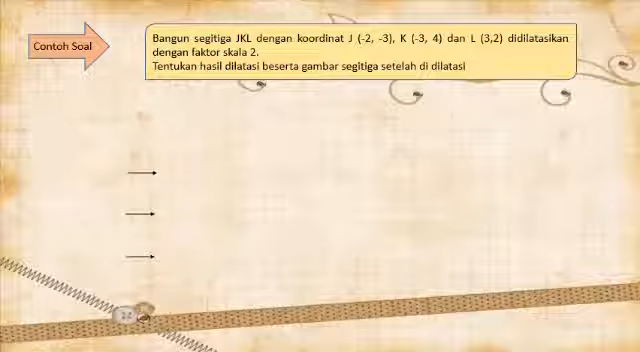 Contoh Soal
Bangun segitiga JKL dengan koordinat J (-2, -3), K (-3, 4) dan L (3,2) didilatasikan
dengan faktor skala 2.
Tentukan hasil dilatasi beserta gambar segitiga setelah di dilatasi